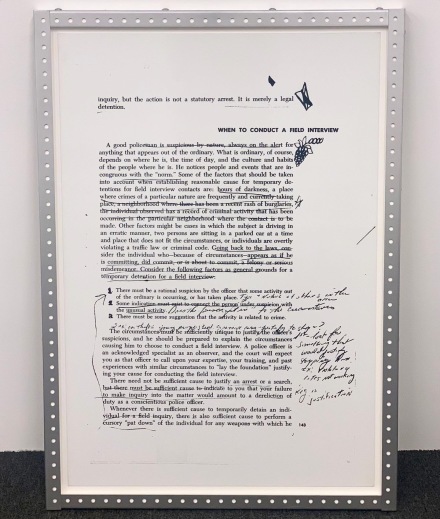 inquiry, but the action is not a statutory arrest. It is merely a legal
detention.
WHEN TO CONDUCT A FIELD INTERVIEW
A good policeman is suspicious by nature, always on the alert for
anything that appears out of the ordinary. What is ordinary, of course,
depends on where he is, the time of day, and the culture and habits
of the people where he is. He notices people and events that are in-
congruous with the "norm." Some of the factors that should be taken
into account when establishing reasonable cause for temporary de-
tentions for field interview contacts are: hours of darkness, a place
where crimes of a particular nature are frequently and currently taking
place, a neighborhood where there has been a recent rash of burglaries,
the individual observed has a record of criminal activity that has been
occurring in the particular neighborhood where the contact is to be
made. Other factors might be cases in which the subject is driving in
an erratic manner, two persons are sitting in a parked car at a time
and place that does not fit the circumstances, or individuals are overtly
violating a traffic law or criminal code. Going back to the laws, con-
sider the individual who—because of circumstances—appears as if he
is committing, did commit, or is about to commit, a felony or serious
misdemeanor. Consider the following factors as general grounds for a
temporary detention for a field interview:
1. There must be a rational suspicion by the officer that some activity out
of the ordinary is occurring, or has taken place.
2. Some indication must exist to connect the person under suspicion with
the unusual activity.
3. There must be some suggestion that the activity is related to crime.
The circumstances must be sufficiently unique to justify the officer's
suspicions, and he should be prepared to explain the circumstances
causing him to choose to conduct a field interview. A police officer is
an acknowledged specialist as an observer, and the court will expect
you as that officer to call upon your expertise, your training, and past
experiences with similar circumstances to "lay the foundation" justify-
ing your cause for conducting the field interview.
There need not be sufficient cause to justify an arrest or a search,
but there must be sufficient cause to indicate to you that your failure
to make inquiry into the matter would amount to a dereliction of
duty as a conscientious police officer.
Whenever there is sufficient cause to temporarily detain an indi-
vidual for a field inquiry, there is also sufficient cause to perform a
cursory "pat down" of the individual for any weapons with which he
justification